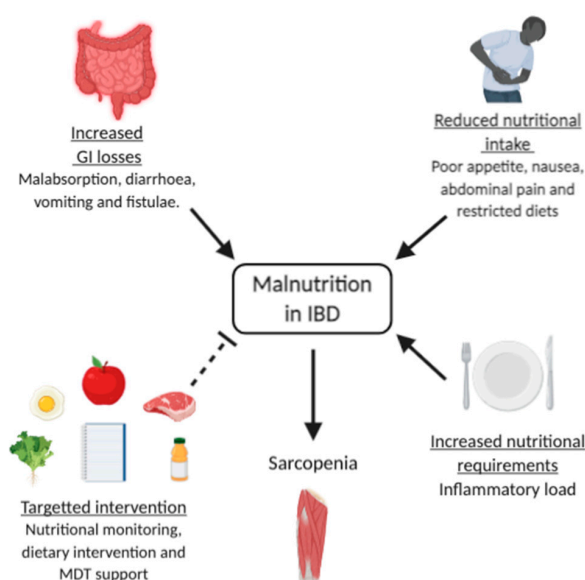 Increased
GI losses
Malabsorption, diarrhoea,
vomiting and fistulae.
Reduced nutritional
intake
Poor appetite, nausea,
abdominal pain and
restricted diets
Malnutrition
in IBD
Increased nutritional
requirements
Inflammatory load
Sarcopenia
Targetted intervention
Nutritional monitoring,
dietary intervention and
MDT support